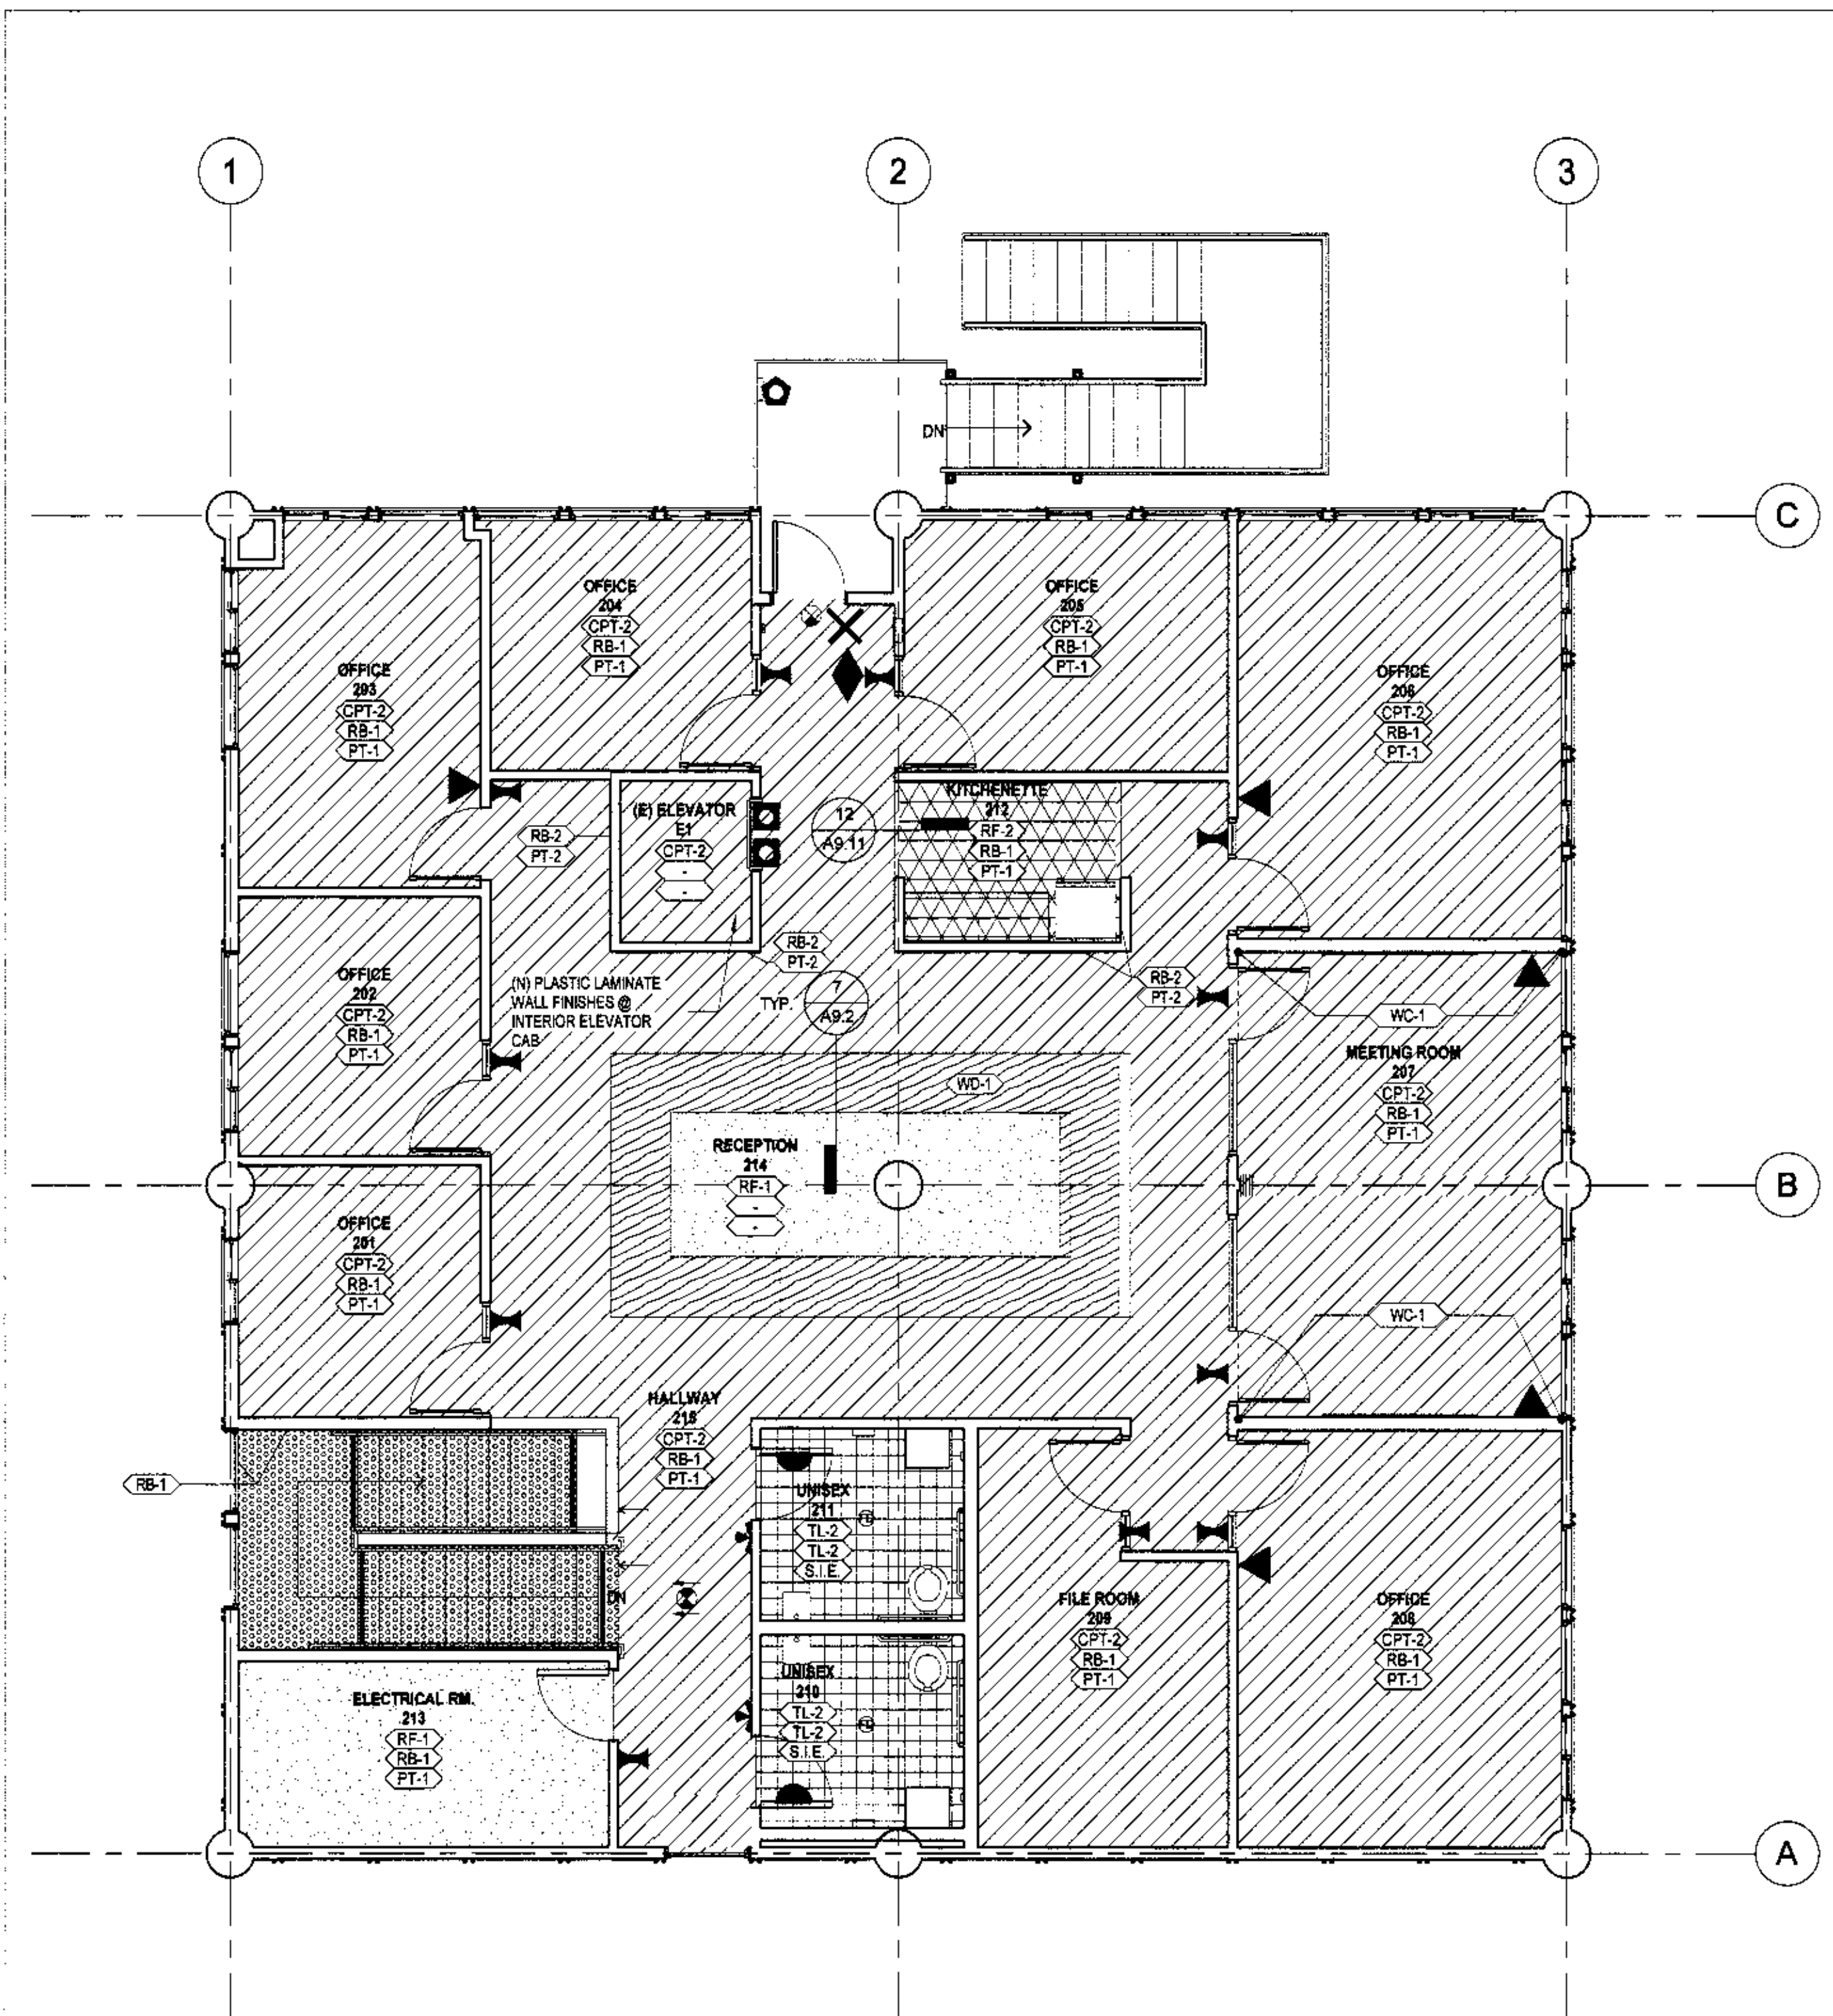 1
2
3
DN
C
OFFICE
204
CPT-2
RB-1
PT-1
OFFICE
205
CPT-2
RB-1
PT-1
OFFICE
203
CPT-2
RB-1
PT-1
OFFICE
206
CPT-2
RB-1
PT-1
(E) ELEVATOR
E1
CPT-2
-
-
RB-2
PT-2
12
A9.11
KITCHENETTE
212
RF-2
RB-1
PT-1
RB-2
PT-2
RB-2
PT-2
OFFICE
202
CPT-2
RB-1
PT-1
(N) PLASTIC LAMINATE
WALL FINISHES @
INTERIOR ELEVATOR
CAB
TYP.
7
A9.2
WC-1
MEETING ROOM
207
CPT-2
RB-1
PT-1
WD-1
RECEPTION
214
RF-1
-
-
B
OFFICE
201
CPT-2
RB-1
PT-1
WC-1
HALLWAY
215
CPT-2
RB-1
PT-1
RB-1
UNISEX
211
TL-2
TL-2
S.I.E.
DN
FILE ROOM
209
CPT-2
RB-1
PT-1
OFFICE
208
CPT-2
RB-1
PT-1
UNISEX
210
TL-2
TL-2
S.I.E.
ELECTRICAL RM.
213
RF-1
RB-1
PT-1
A